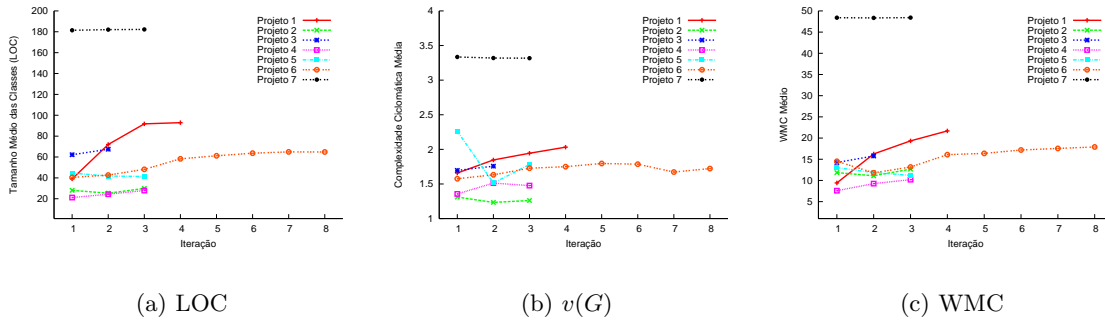 Tamanho Médio das Classes (LOC)
200
180
160
140
120
100
80
60
40
20
1 2 3 4 5 6 7 8
Iteração
Projeto 1
Projeto 2
Projeto 3
Projeto 4
Projeto 5
Projeto 6
Projeto 7
(a) LOC
Complexidade Ciclomática Média
4
3.5
3
2.5
2
1.5
1
1 2 3 4 5 6 7 8
Iteração
Projeto 1
Projeto 2
Projeto 3
Projeto 4
Projeto 5
Projeto 6
Projeto 7
(b) v(G)
WMC Médio
50
45
40
35
30
25
20
15
10
5
1 2 3 4 5 6 7 8
Iteração
Projeto 1
Projeto 2
Projeto 3
Projeto 4
Projeto 5
Projeto 6
Projeto 7
(c) WMC